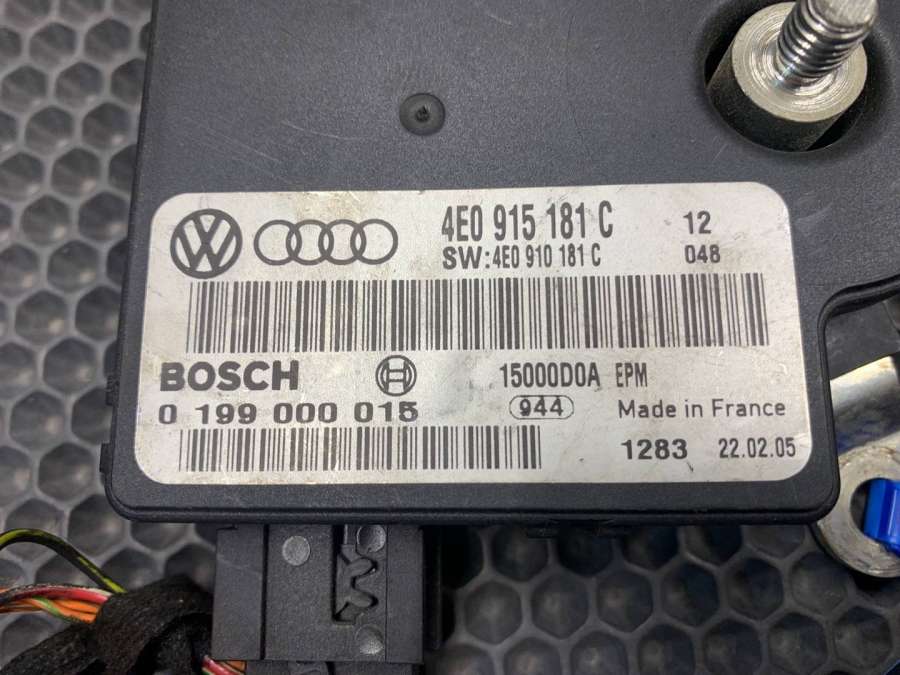 4E0 915 181 C 12
SW:4E0 910 181 C 048
BOSCH 15000D0A EPM
0 199 000 015 944 Made in France
1283 22.02.05